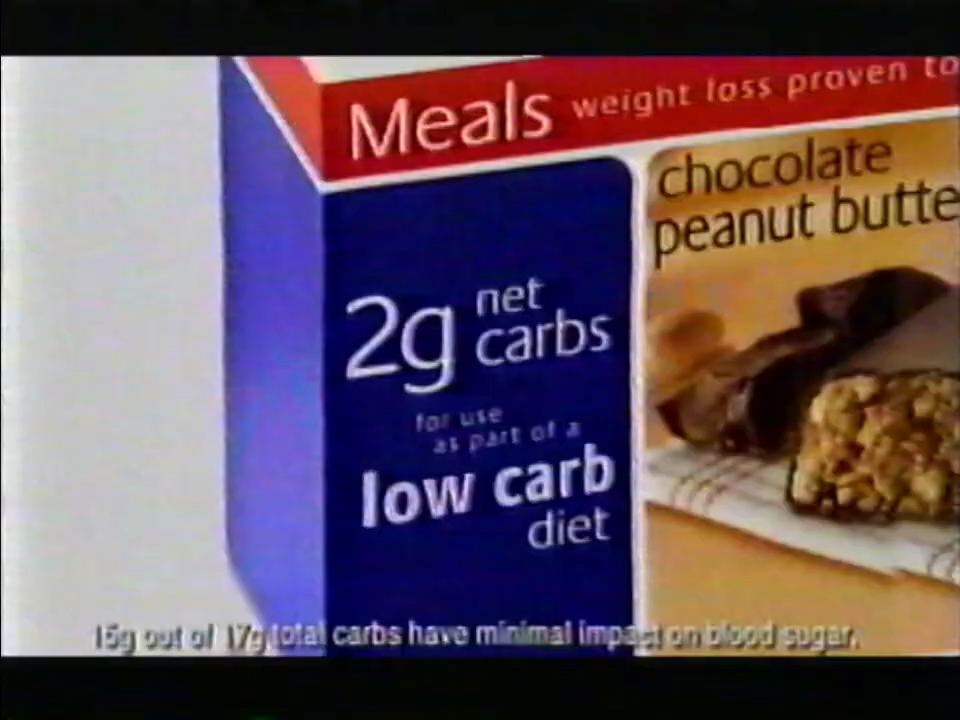 Meals weight loss proven to
chocolate
peanut butte
2g net
carbs
for use
as part of a
low carb
diet
15g out of 17g total carbs have minimal impact on blood sugar.